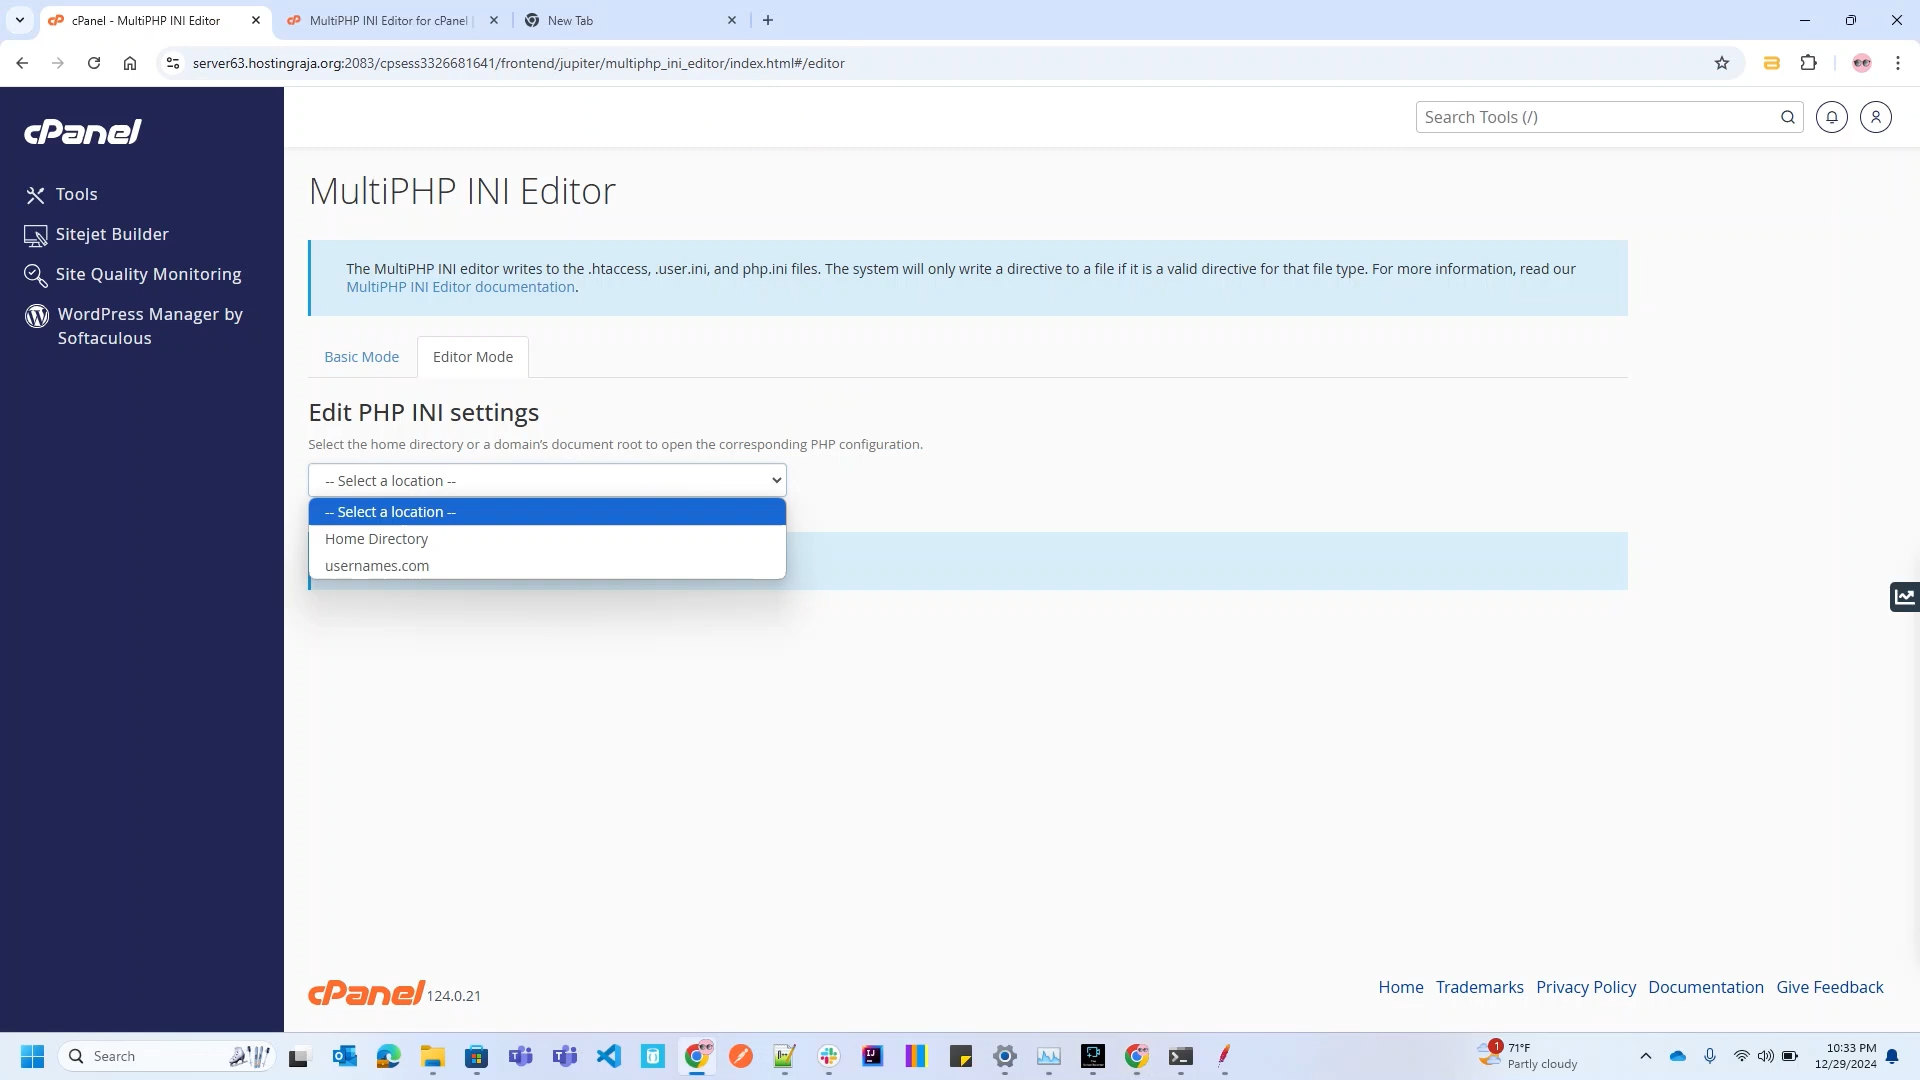 cPanel - MultiPHP INI Editor
MultiPHP INI Editor for cPanel
New Tab
server63.hostingraja.org:2083/cpsess3326681641/frontend/jupiter/multiphp_ini_editor/index.html#/editor
cPanel
Search Tools (/)
Tools
Sitejet Builder
Site Quality Monitoring
WordPress Manager by
Softaculous
MultiPHP INI Editor
The MultiPHP INI editor writes to the .htaccess, .user.ini, and php.ini files. The system will only write a directive to a file if it is a valid directive for that file type. For more information, read our
MultiPHP INI Editor documentation.
Basic Mode
Editor Mode
Edit PHP INI settings
Select the home directory or a domain’s document root to open the corresponding PHP configuration.
-- Select a location --
-- Select a location --
Home Directory
usernames.com
cPanel 124.0.21
Home Trademarks Privacy Policy Documentation Give Feedback
Search
1
71°F
Partly cloudy
10:33 PM
12/29/2024